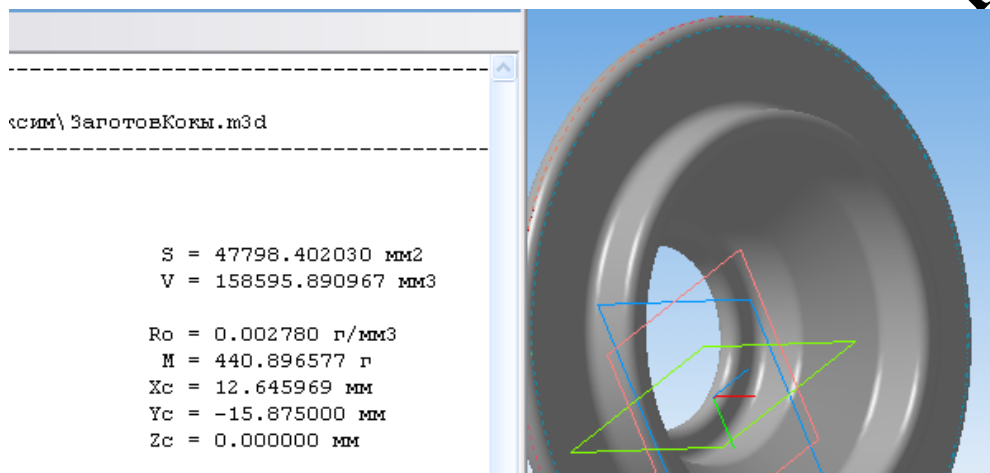 ксим\ЗаготовКокы.m3d
S = 47798.402030 мм2
V = 158595.890967 мм3
Ro = 0.002780 г/мм3
M = 440.896577 г
Xc = 12.645969 мм
Yc = -15.875000 мм
Zc = 0.000000 мм